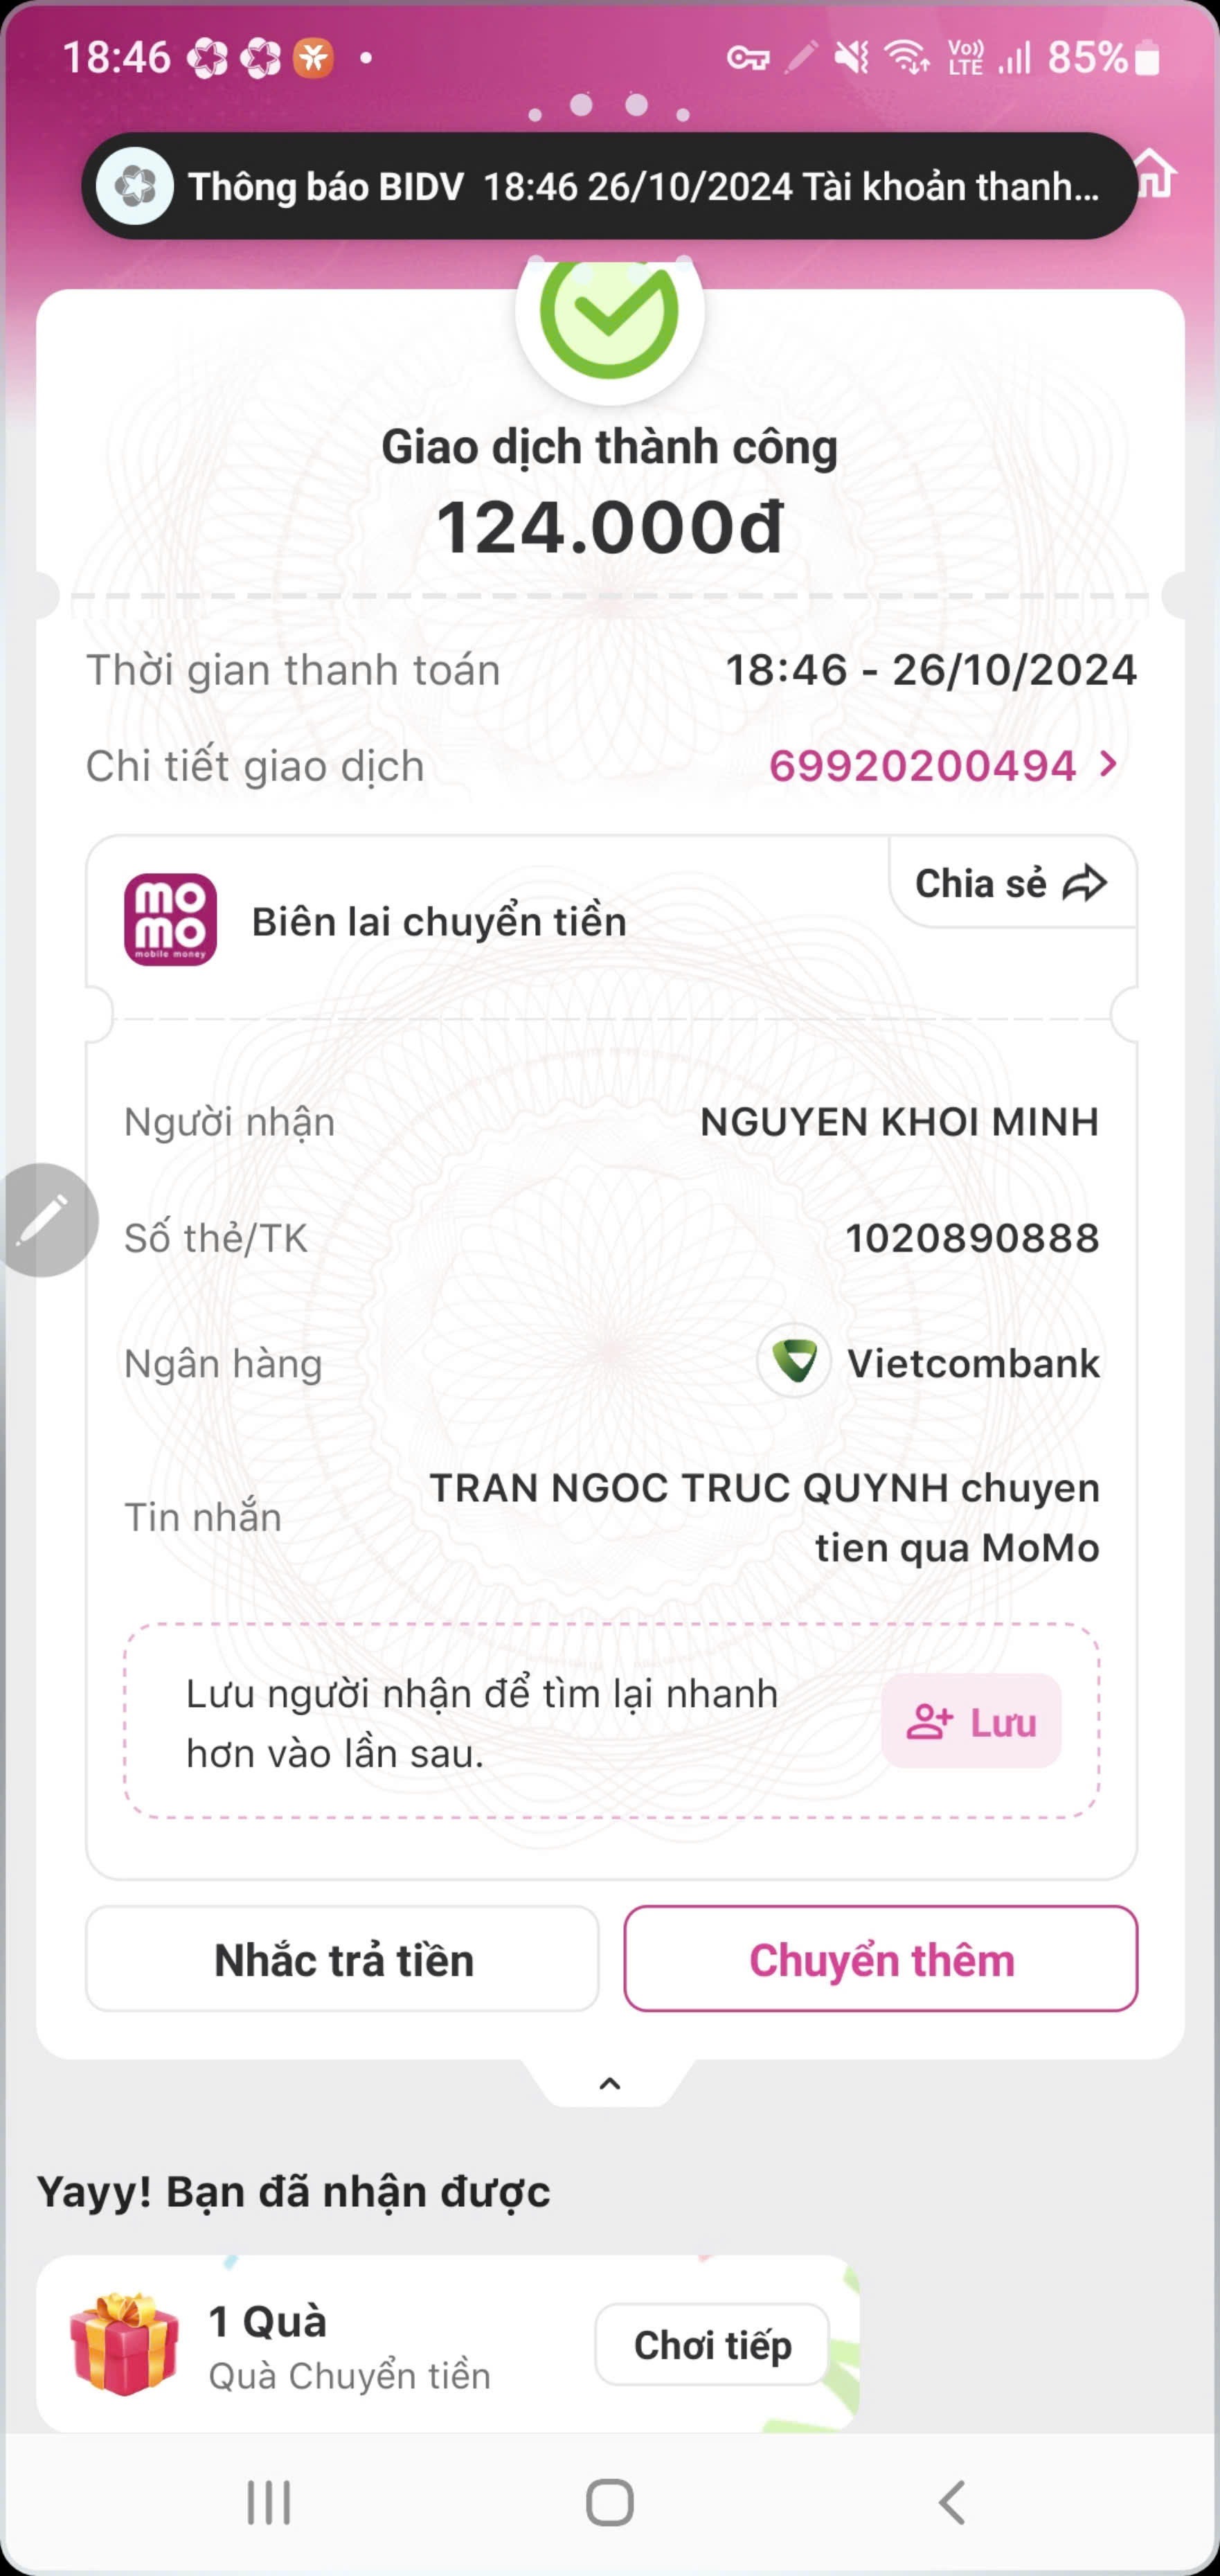 18:46 Vo)) LTE 85%
Thông báo BIDV 18:46 26/10/2024 Tài khoản thanh...
Giao dịch thành công
124.000đ
Thời gian thanh toán 18:46 - 26/10/2024
Chi tiết giao dịch 69920200494 >
mo mo mobile money Biên lai chuyển tiền Chia sẻ
Người nhận NGUYEN KHOI MINH
Số thẻ/TK 1020890888
Ngân hàng Vietcombank
Tin nhắn TRAN NGOC TRUC QUYNH chuyen
tien qua MoMo
Lưu người nhận để tìm lại nhanh
hơn vào lần sau.
Lưu
Nhắc trả tiền Chuyển thêm
Yayy! Bạn đã nhận được
1 Quà
Quà Chuyển tiền
Chơi tiếp